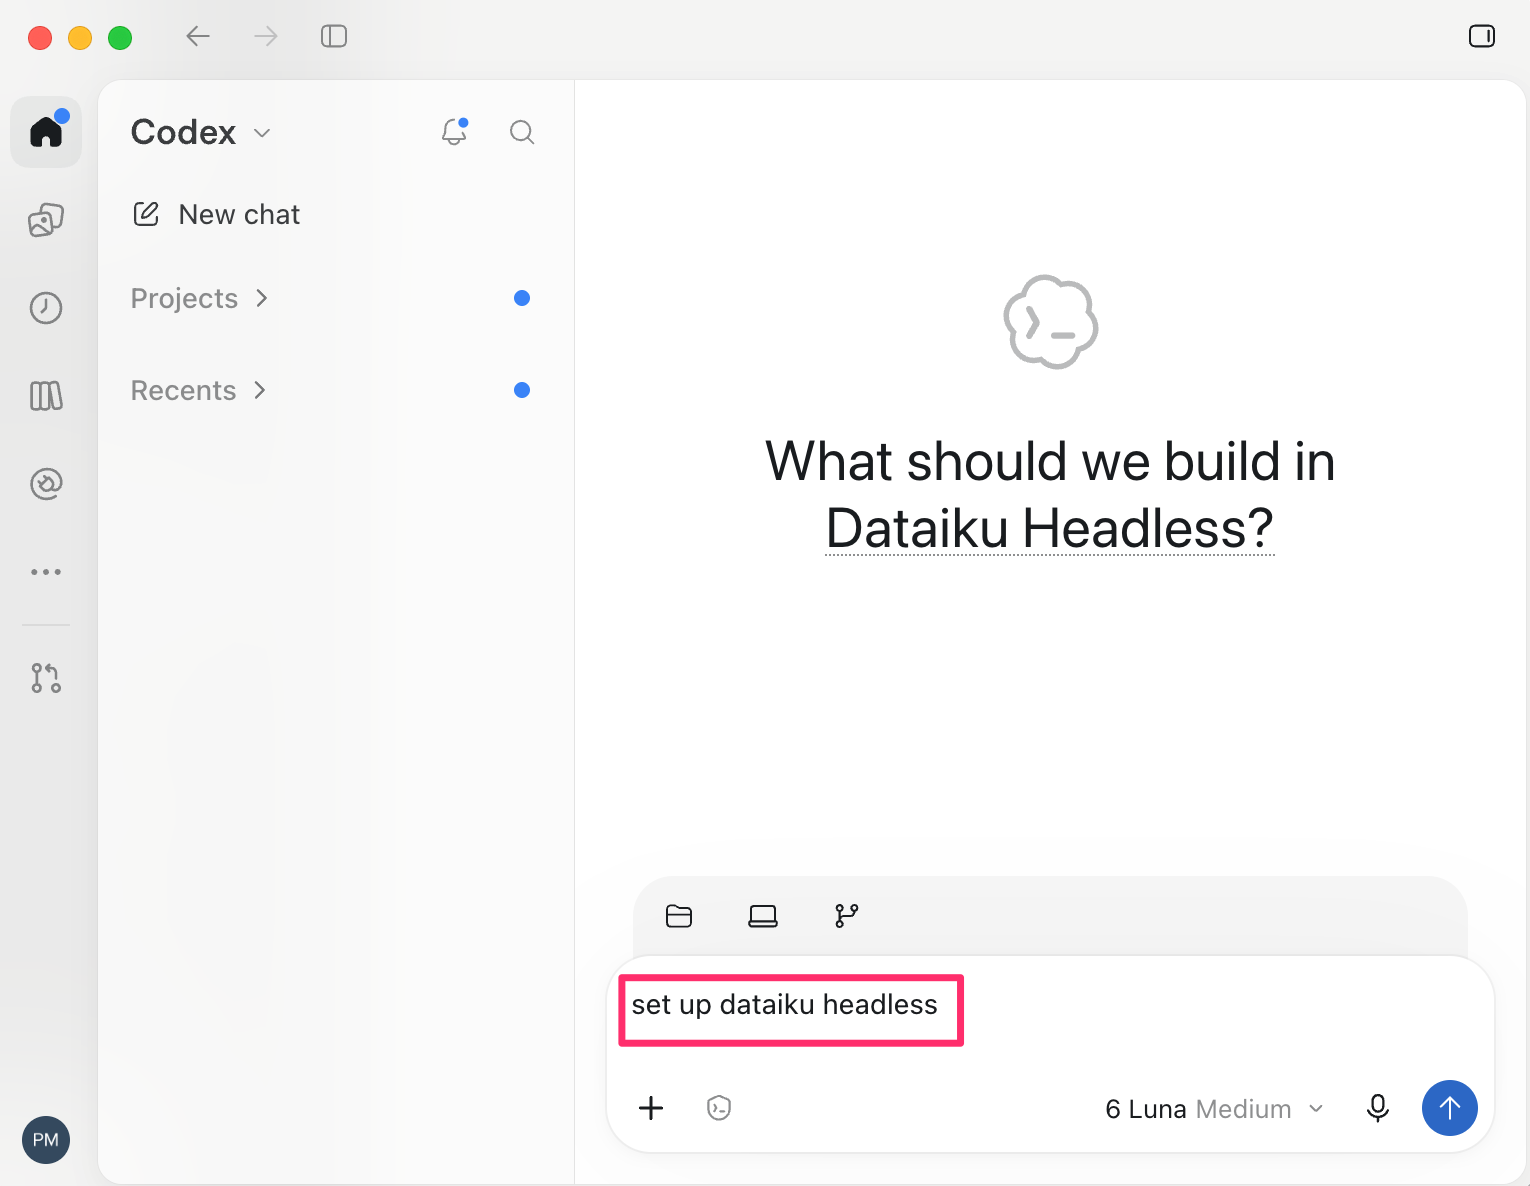 Codex
New chat
Projects
Recents
What should we build in
Dataiku Headless?
set up dataiku headless
6 Luna Medium
PM